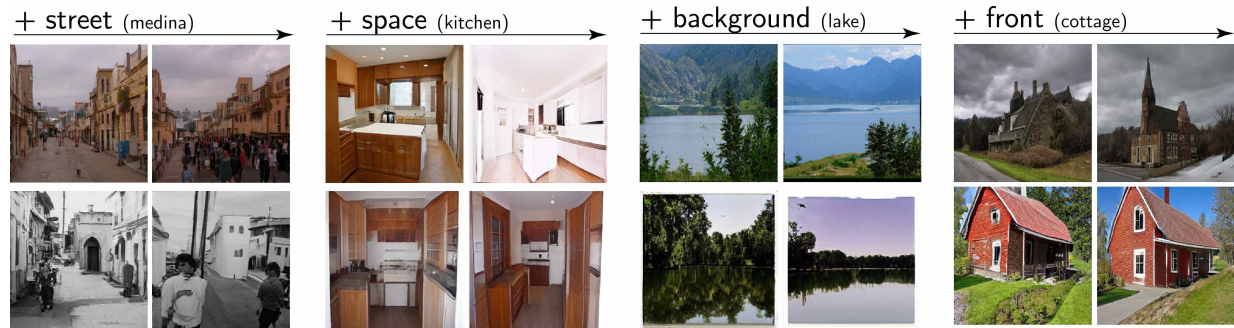 + street (medina)
+ space (kitchen)
+ background (lake)
+ front (cottage)